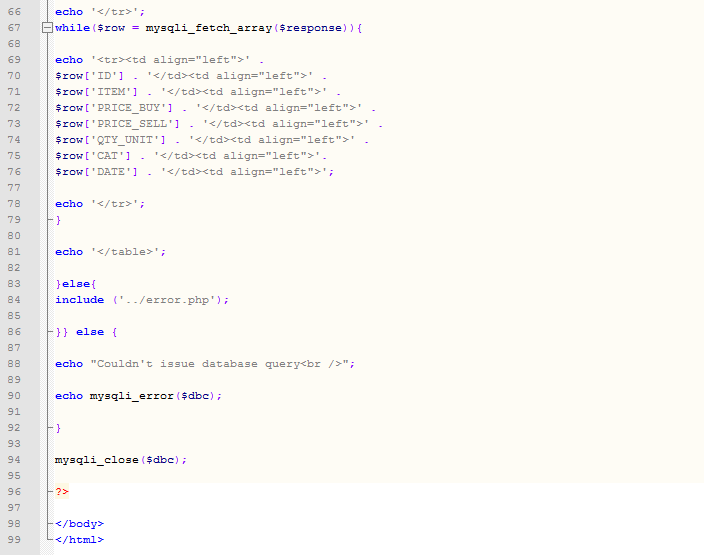 66 echo '</tr>';
67 while($row = mysqli_fetch_array($response)){
68
69 echo '<tr><td align="left">' .
70 $row['ID'] . '</td><td align="left">' .
71 $row['ITEM'] . '</td><td align="left">' .
72 $row['PRICE_BUY'] . '</td><td align="left">' .
73 $row['PRICE_SELL'] . '</td><td align="left">' .
74 $row['QTY_UNIT'] . '</td><td align="left">' .
75 $row['CAT'] . '</td><td align="left">'.
76 $row['DATE'] . '</td><td align="left">';
77
78 echo '</tr>';
79 }
80
81 echo '</table>';
82
83 }else{
84 include ('../error.php');
85
86 }} else {
87
88 echo "Couldn't issue database query<br />";
89
90 echo mysqli_error($dbc);
91
92 }
93
94 mysqli_close($dbc);
95
96 ?>
97
98 </body>
99 </html>